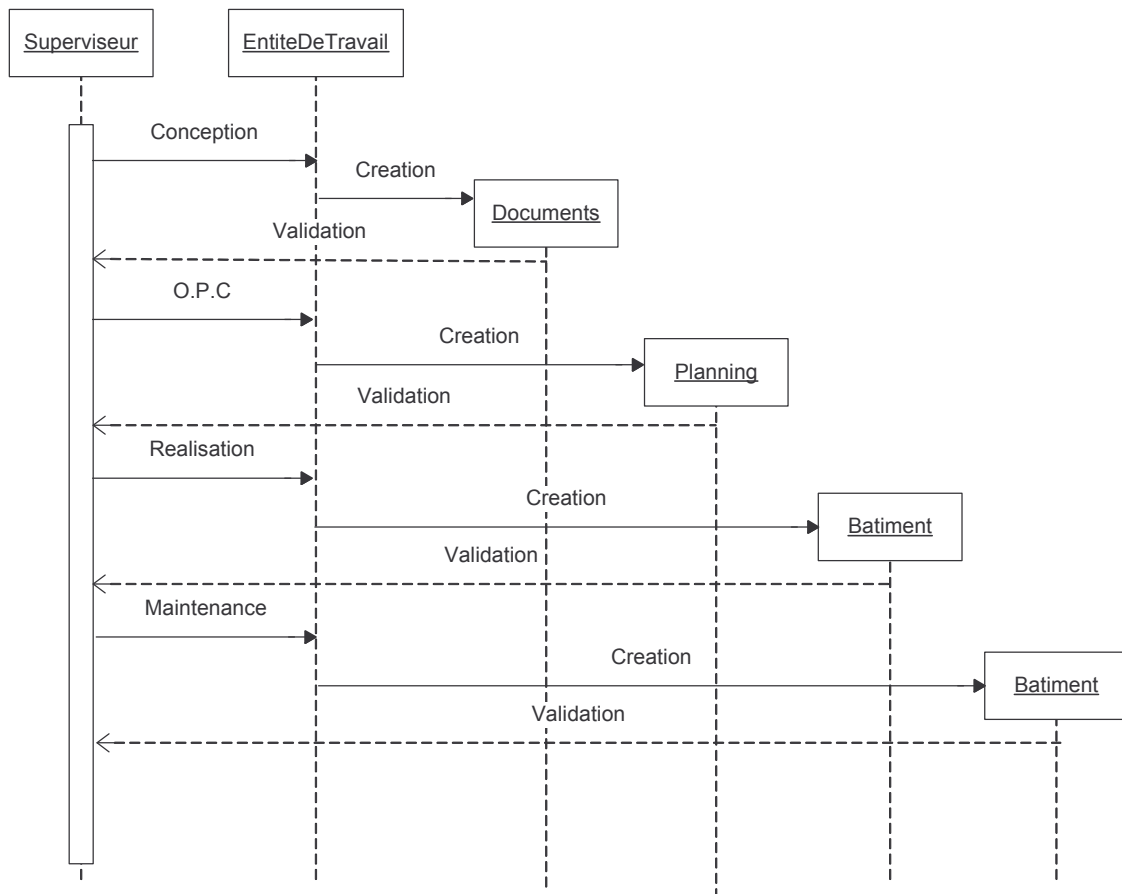 Superviseur
EntiteDeTravail
Conception
Creation
Documents
Validation
O.P.C
Creation
Planning
Validation
Realisation
Creation
Batiment
Validation
Maintenance
Creation
Batiment
Validation